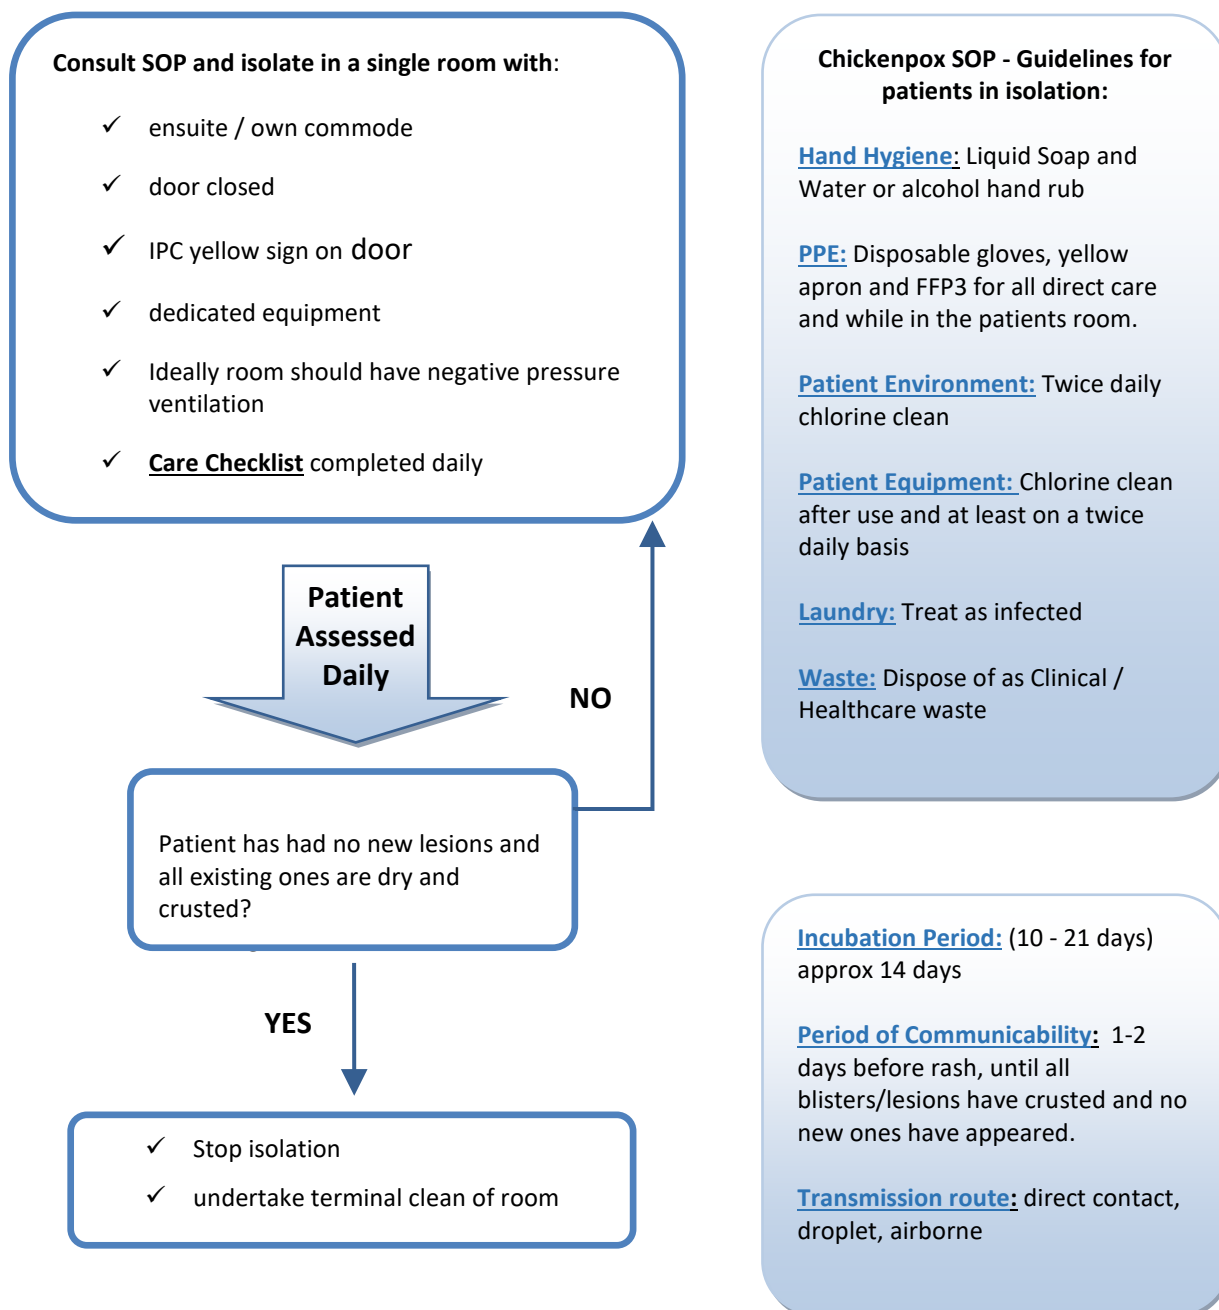 Consult SOP and isolate in a single room with:
✓ ensuite / own commode
✓ door closed
✓ IPC yellow sign on door
✓ dedicated equipment
✓ Ideally room should have negative pressure
ventilation
✓ Care Checklist completed daily
Patient
Assessed
Daily
NO
Patient has had no new lesions and
all existing ones are dry and
crusted?
YES
✓ Stop isolation
✓ undertake terminal clean of room
Chickenpox SOP - Guidelines for
patients in isolation:
Hand Hygiene: Liquid Soap and
Water or alcohol hand rub
PPE: Disposable gloves, yellow
apron and FFP3 for all direct care
and while in the patients room.
Patient Environment: Twice daily
chlorine clean
Patient Equipment: Chlorine clean
after use and at least on a twice
daily basis
Laundry: Treat as infected
Waste: Dispose of as Clinical /
Healthcare waste
Incubation Period: (10 - 21 days)
approx 14 days
Period of Communicability: 1-2
days before rash, until all
blisters/lesions have crusted and no
new ones have appeared.
Transmission route: direct contact,
droplet, airborne